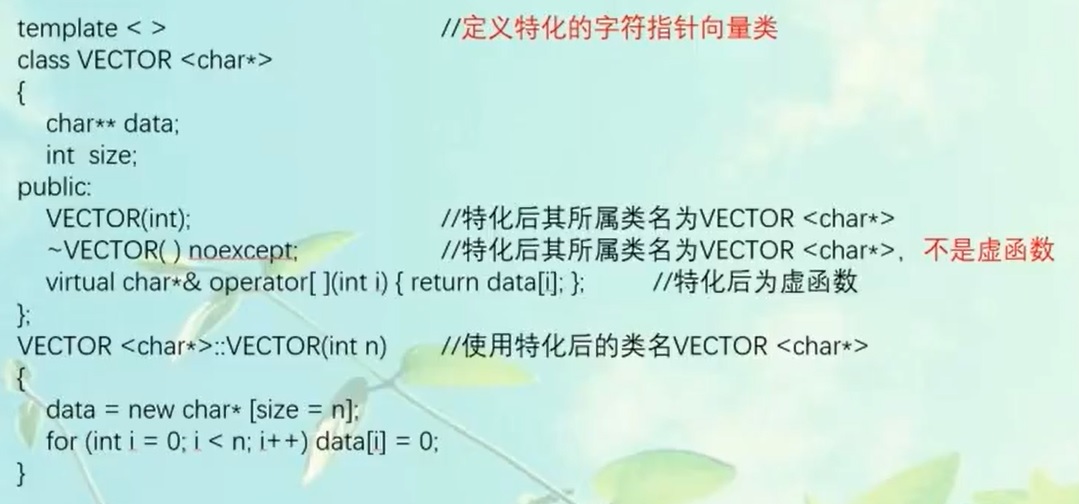 template < > //定义特化的字符指针向量类
class VECTOR <char*>
{
char** data;
int size;
public:
VECTOR(int); //特化后其所属类名为VECTOR <char*>
~VECTOR( ) noexcept; //特化后其所属类名为VECTOR <char*>, 不是虚函数
virtual char*& operator[ ](int i) { return data[i]; }; //特化后为虚函数
};
VECTOR <char*>::VECTOR(int n) //使用特化后的类名VECTOR <char*>
{
data = new char* [size = n];
for (int i = 0; i < n; i++) data[i] = 0;
}